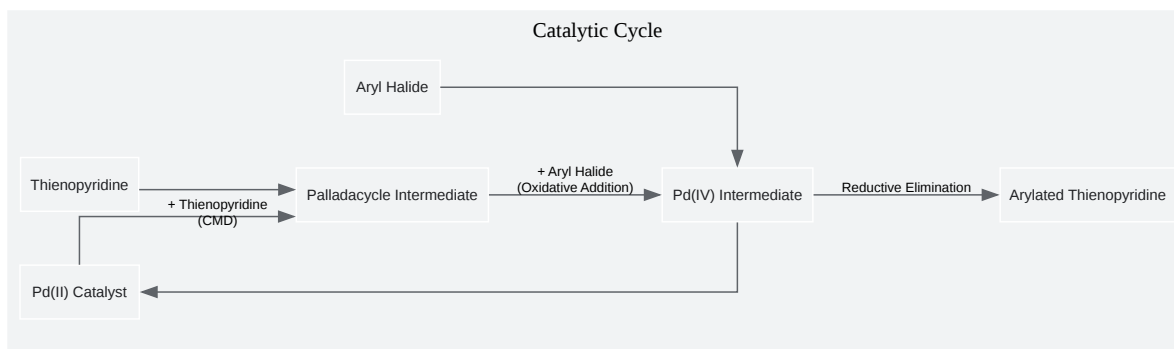 Catalytic Cycle
Aryl Halide
Thienopyridine
+ Thienopyridine
(CMD)
Palladacycle Intermediate
+ Aryl Halide
(Oxidative Addition)
Pd(IV) Intermediate
Reductive Elimination
Arylated Thienopyridine
Pd(II) Catalyst